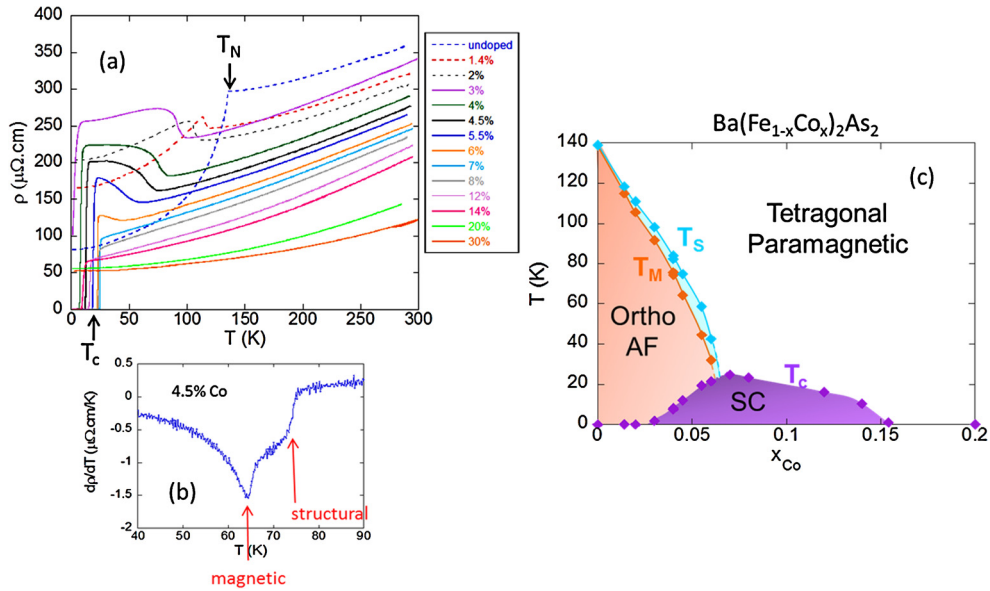 (a)
ρ (μΩ.cm)
400
350
300
250
200
150
100
50
0
T_N
0 50 100 150 200 250 300
T (K)
T_c
undoped
1.4%
2%
3%
4%
4.5%
5.5%
6%
7%
8%
12%
14%
20%
30%
(b)
4.5% Co
dρ/dT (μΩ.cm/K)
0.5
0
-0.5
-1
-1.5
-2
structural
40 50 60 70 80 90
T (K)
magnetic
Ba(Fe₁₋ₓCoₓ)₂As₂
(c)
T (K)
140
120
100
80
60
40
20
0
Tetragonal
Paramagnetic
T_S
T_M
Ortho
AF
T_c
SC
0 0.05 0.1 0.15 0.2
x_Co